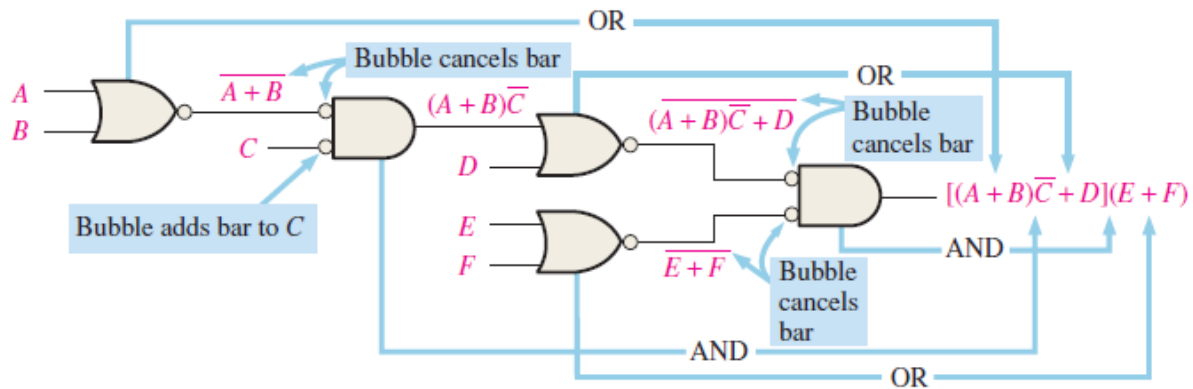 OR
Bubble cancels bar
A
B
A̅ ̅+̅ ̅B̅
(A + B)C̅
C
Bubble adds bar to C
OR
(̅A̅ ̅+̅ ̅B̅)̅C̅̅ ̅+̅ ̅D̅
Bubble
cancels bar
D
[(A + B)C̅ + D](E + F)
E
F
E̅ ̅+̅ ̅F̅
Bubble
cancels
bar
AND
AND
OR